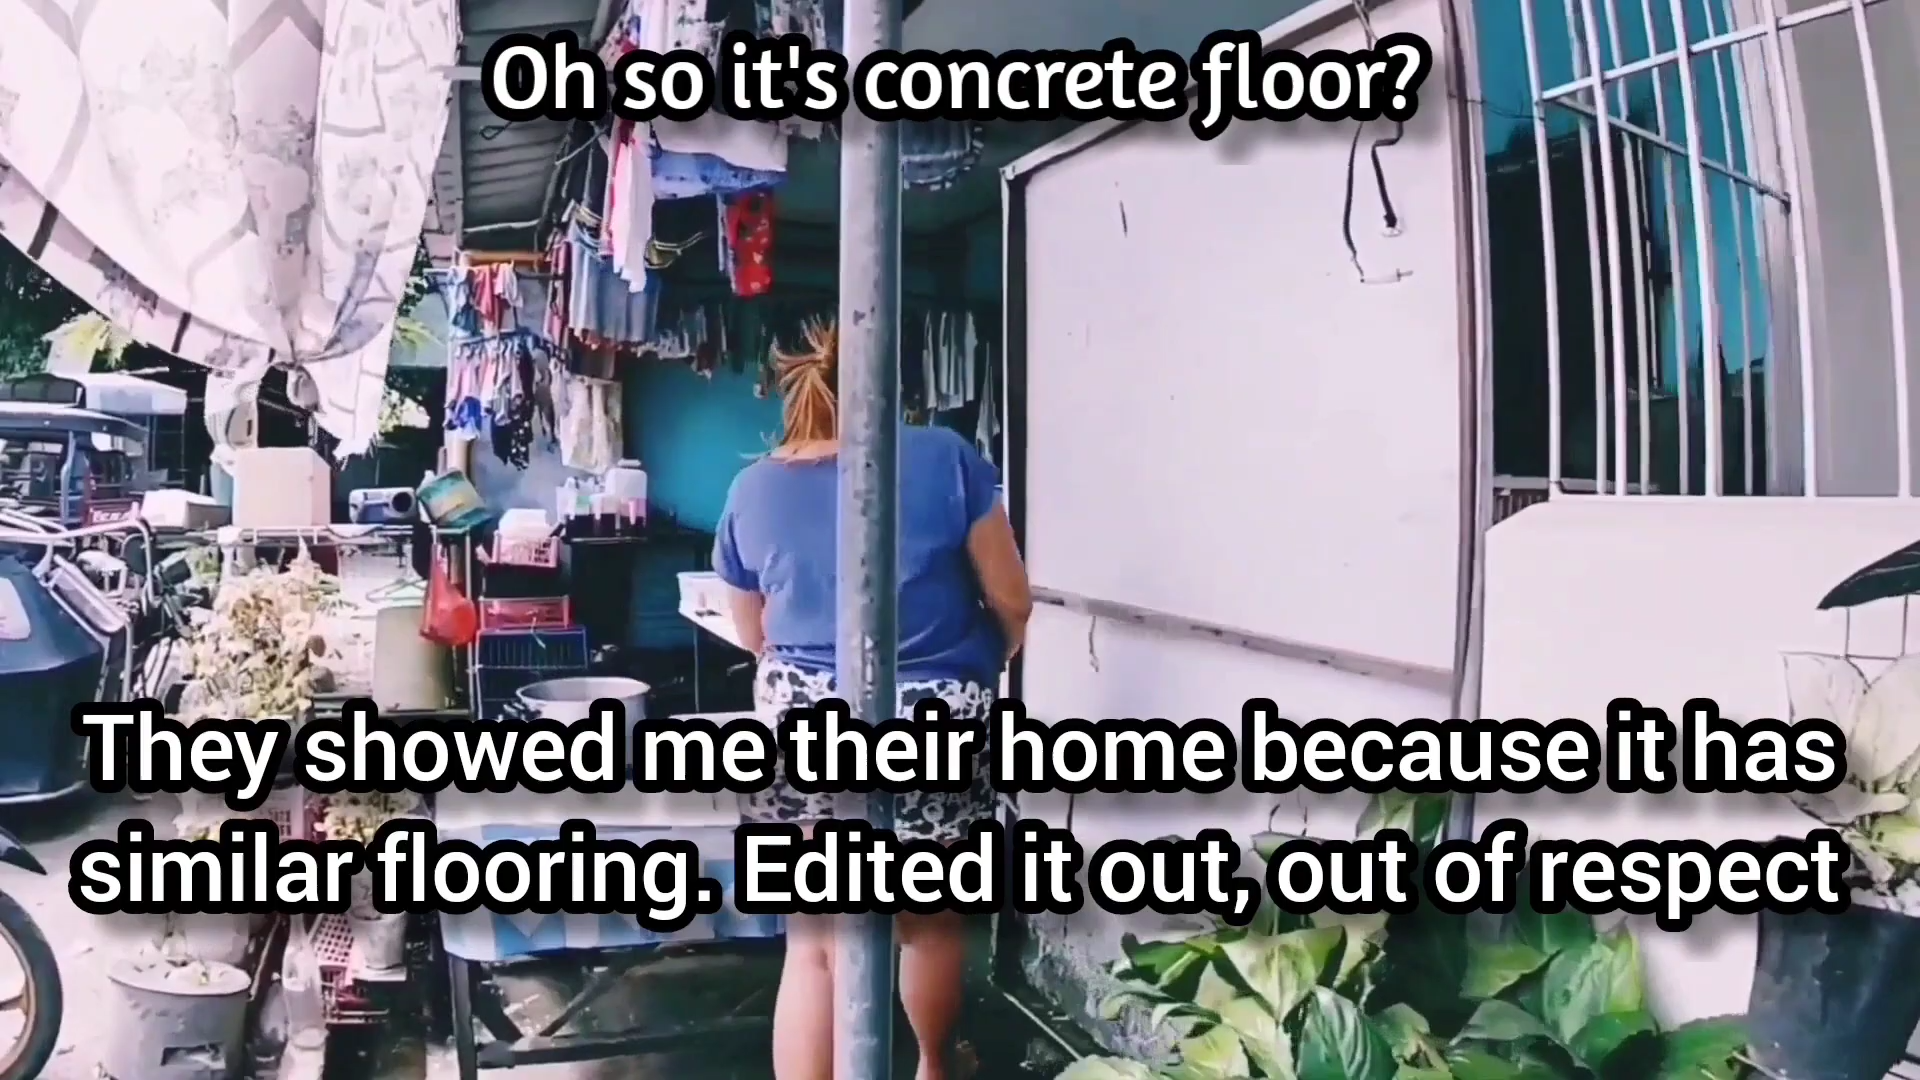 Oh so it's concrete floor?
They showed me their home because it has
similar flooring. Edited it out, out of respect